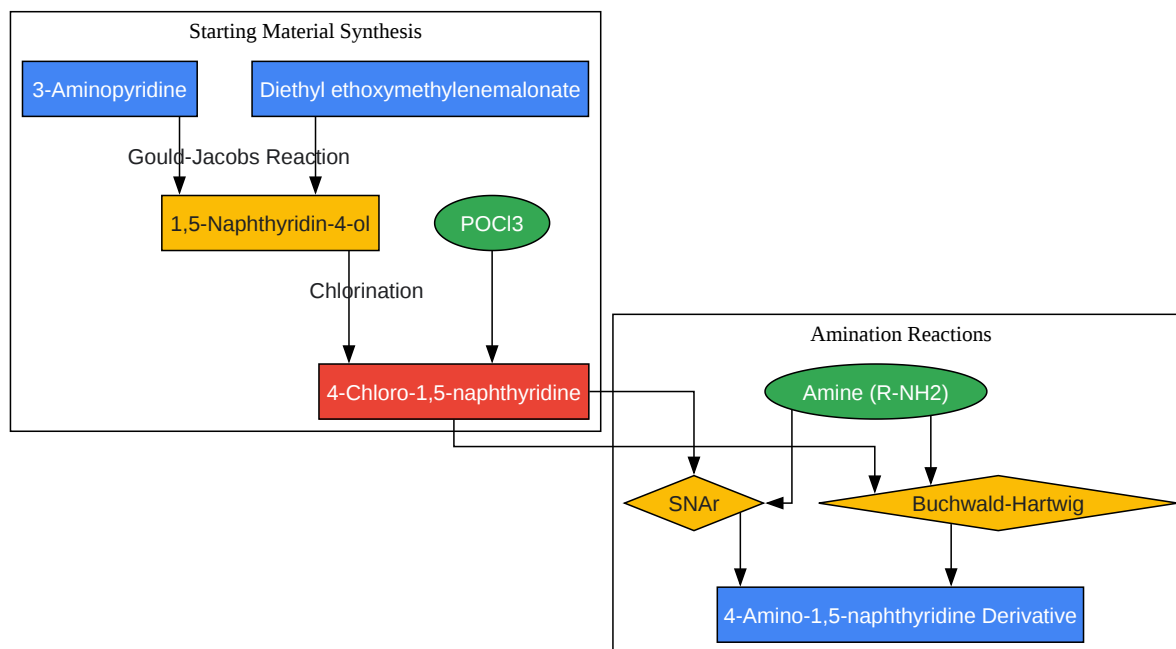 Starting Material Synthesis
3-Aminopyridine
Diethyl ethoxymethylenemalonate
Gould-Jacobs Reaction
1,5-Naphthyridin-4-ol
POCl3
Chlorination
4-Chloro-1,5-naphthyridine
Amination Reactions
Amine (R-NH2)
SNAr
Buchwald-Hartwig
4-Amino-1,5-naphthyridine Derivative